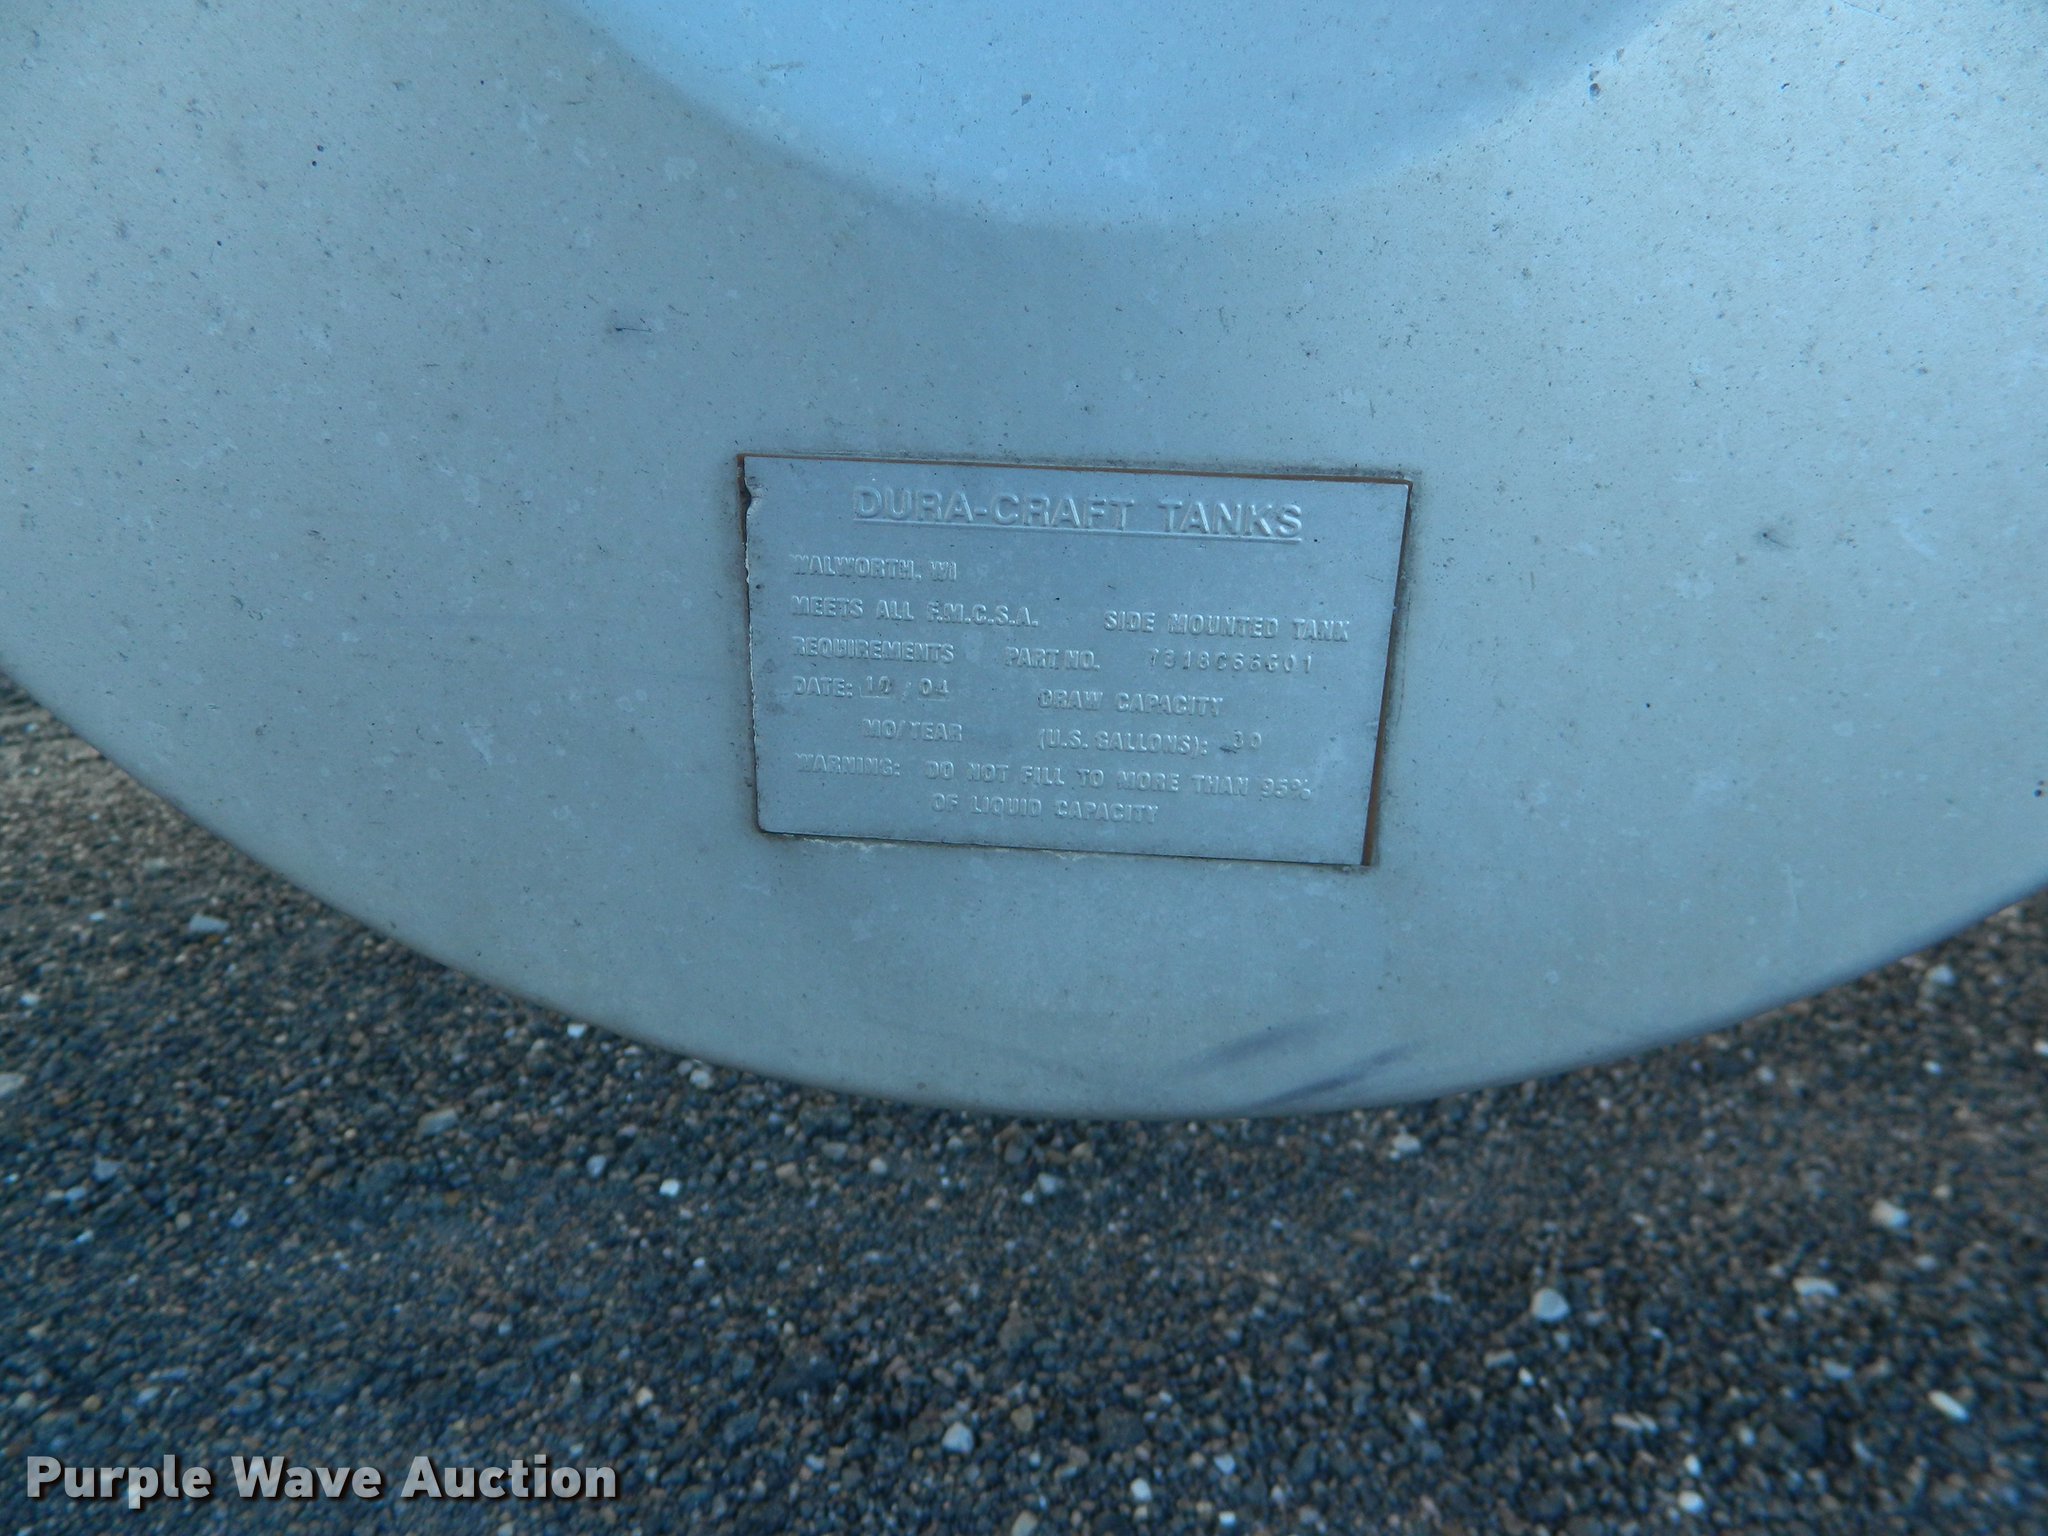 DURA-CRAFT TANKS
WALWORTH, WI
MEETS ALL F.M.C.S.A. SIDE MOUNTED TANK
REQUIREMENTS PART NO.
DATE: 10 / 04 DRAW CAPACITY
MO/YEAR (U.S. GALLONS):
WARNING: DO NOT FILL TO MORE THAN 95%
OF LIQUID CAPACITY
Purple Wave Auction